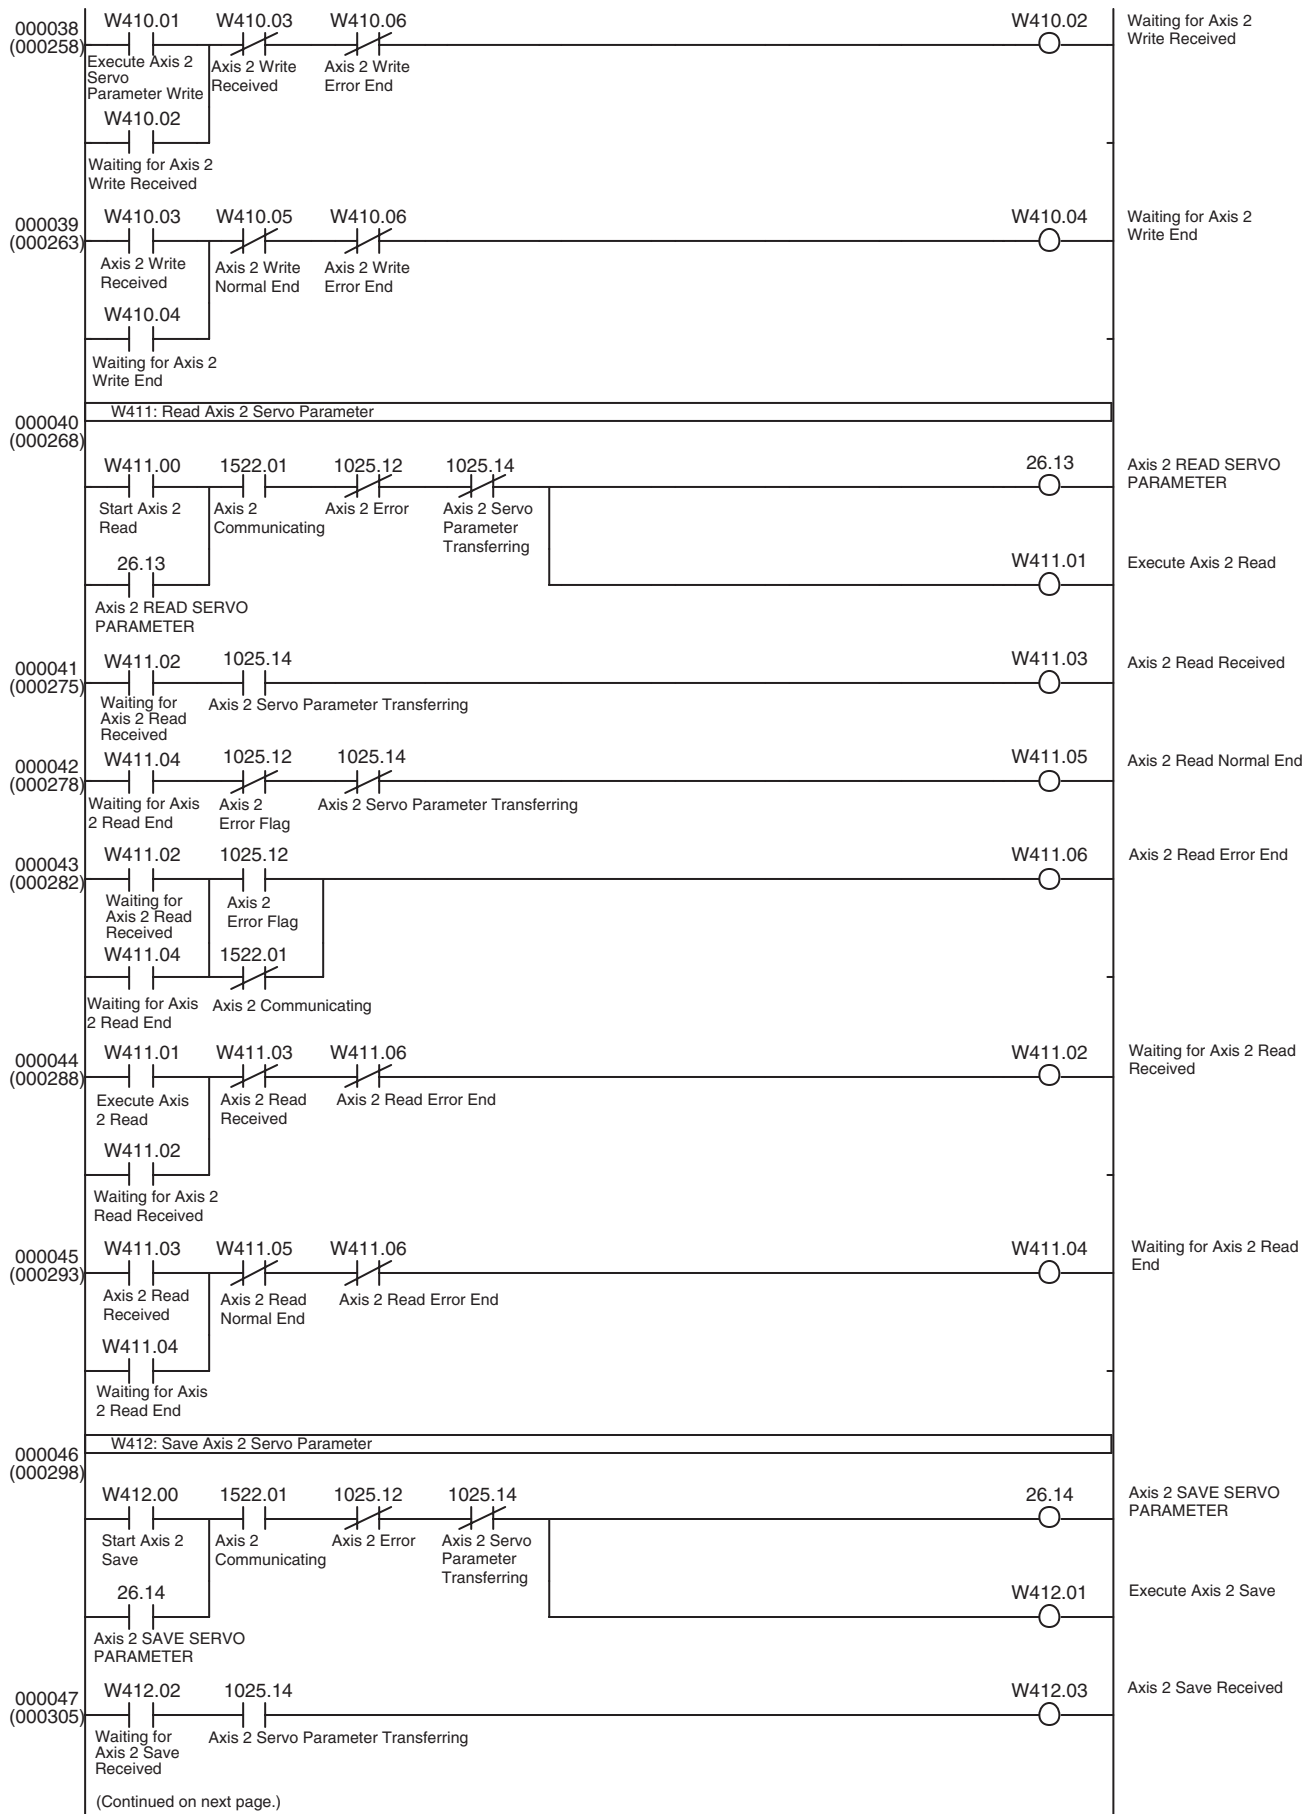 000038
(000258)
W410.01 W410.03 W410.06 W410.02
Waiting for Axis 2
Write Received
Execute Axis 2
Servo
Parameter Write
Axis 2 Write
Received
Axis 2 Write
Error End
W410.02
Waiting for Axis 2
Write Received
000039
(000263)
W410.03 W410.05 W410.06 W410.04
Waiting for Axis 2
Write End
Axis 2 Write
Received
Axis 2 Write
Normal End
Axis 2 Write
Error End
W410.04
Waiting for Axis 2
Write End
000040
(000268)
W411: Read Axis 2 Servo Parameter
W411.00 1522.01 1025.12 1025.14 26.13
Axis 2 READ SERVO
PARAMETER
Start Axis 2
Read
Axis 2
Communicating
Axis 2 Error
Axis 2 Servo
Parameter
Transferring
26.13 W411.01
Execute Axis 2 Read
Axis 2 READ SERVO
PARAMETER
000041
(000275)
W411.02 1025.14 W411.03
Axis 2 Read Received
Waiting for
Axis 2 Read
Received
Axis 2 Servo Parameter Transferring
000042
(000278)
W411.04 1025.12 1025.14 W411.05
Axis 2 Read Normal End
Waiting for Axis
2 Read End
Axis 2
Error Flag
Axis 2 Servo Parameter Transferring
000043
(000282)
W411.02 1025.12 W411.06
Axis 2 Read Error End
Waiting for
Axis 2 Read
Received
Axis 2
Error Flag
W411.04 1522.01
Waiting for Axis
2 Read End
Axis 2 Communicating
000044
(000288)
W411.01 W411.03 W411.06 W411.02
Waiting for Axis 2 Read
Received
Execute Axis
2 Read
Axis 2 Read
Received
Axis 2 Read Error End
W411.02
Waiting for Axis 2
Read Received
000045
(000293)
W411.03 W411.05 W411.06 W411.04
Waiting for Axis 2 Read
End
Axis 2 Read
Received
Axis 2 Read
Normal End
Axis 2 Read Error End
W411.04
Waiting for Axis
2 Read End
000046
(000298)
W412: Save Axis 2 Servo Parameter
W412.00 1522.01 1025.12 1025.14 26.14
Axis 2 SAVE SERVO
PARAMETER
Start Axis 2
Save
Axis 2
Communicating
Axis 2 Error
Axis 2 Servo
Parameter
Transferring
26.14 W412.01
Execute Axis 2 Save
Axis 2 SAVE SERVO
PARAMETER
000047
(000305)
W412.02 1025.14 W412.03
Axis 2 Save Received
Waiting for
Axis 2 Save
Received
Axis 2 Servo Parameter Transferring
(Continued on next page.)